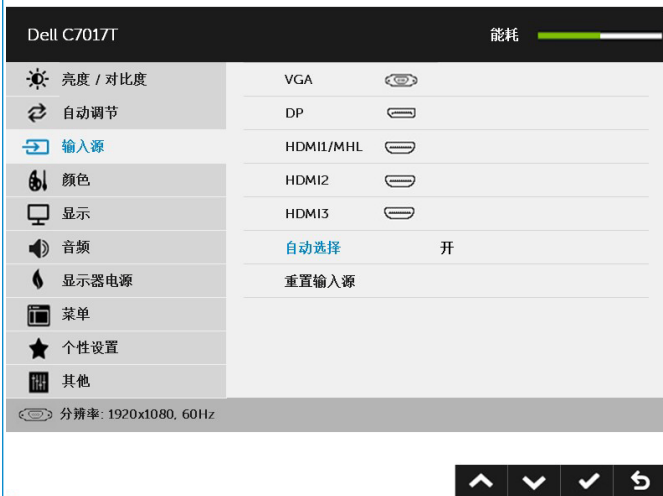 Dell C7017T 能耗
亮度 / 对比度 VGA
自动调节 DP
输入源 HDMI1/MHL
颜色 HDMI2
显示 HDMI3
音频 自动选择 开
显示器电源 重置输入源
菜单
个性设置
其他
分辨率: 1920x1080, 60Hz